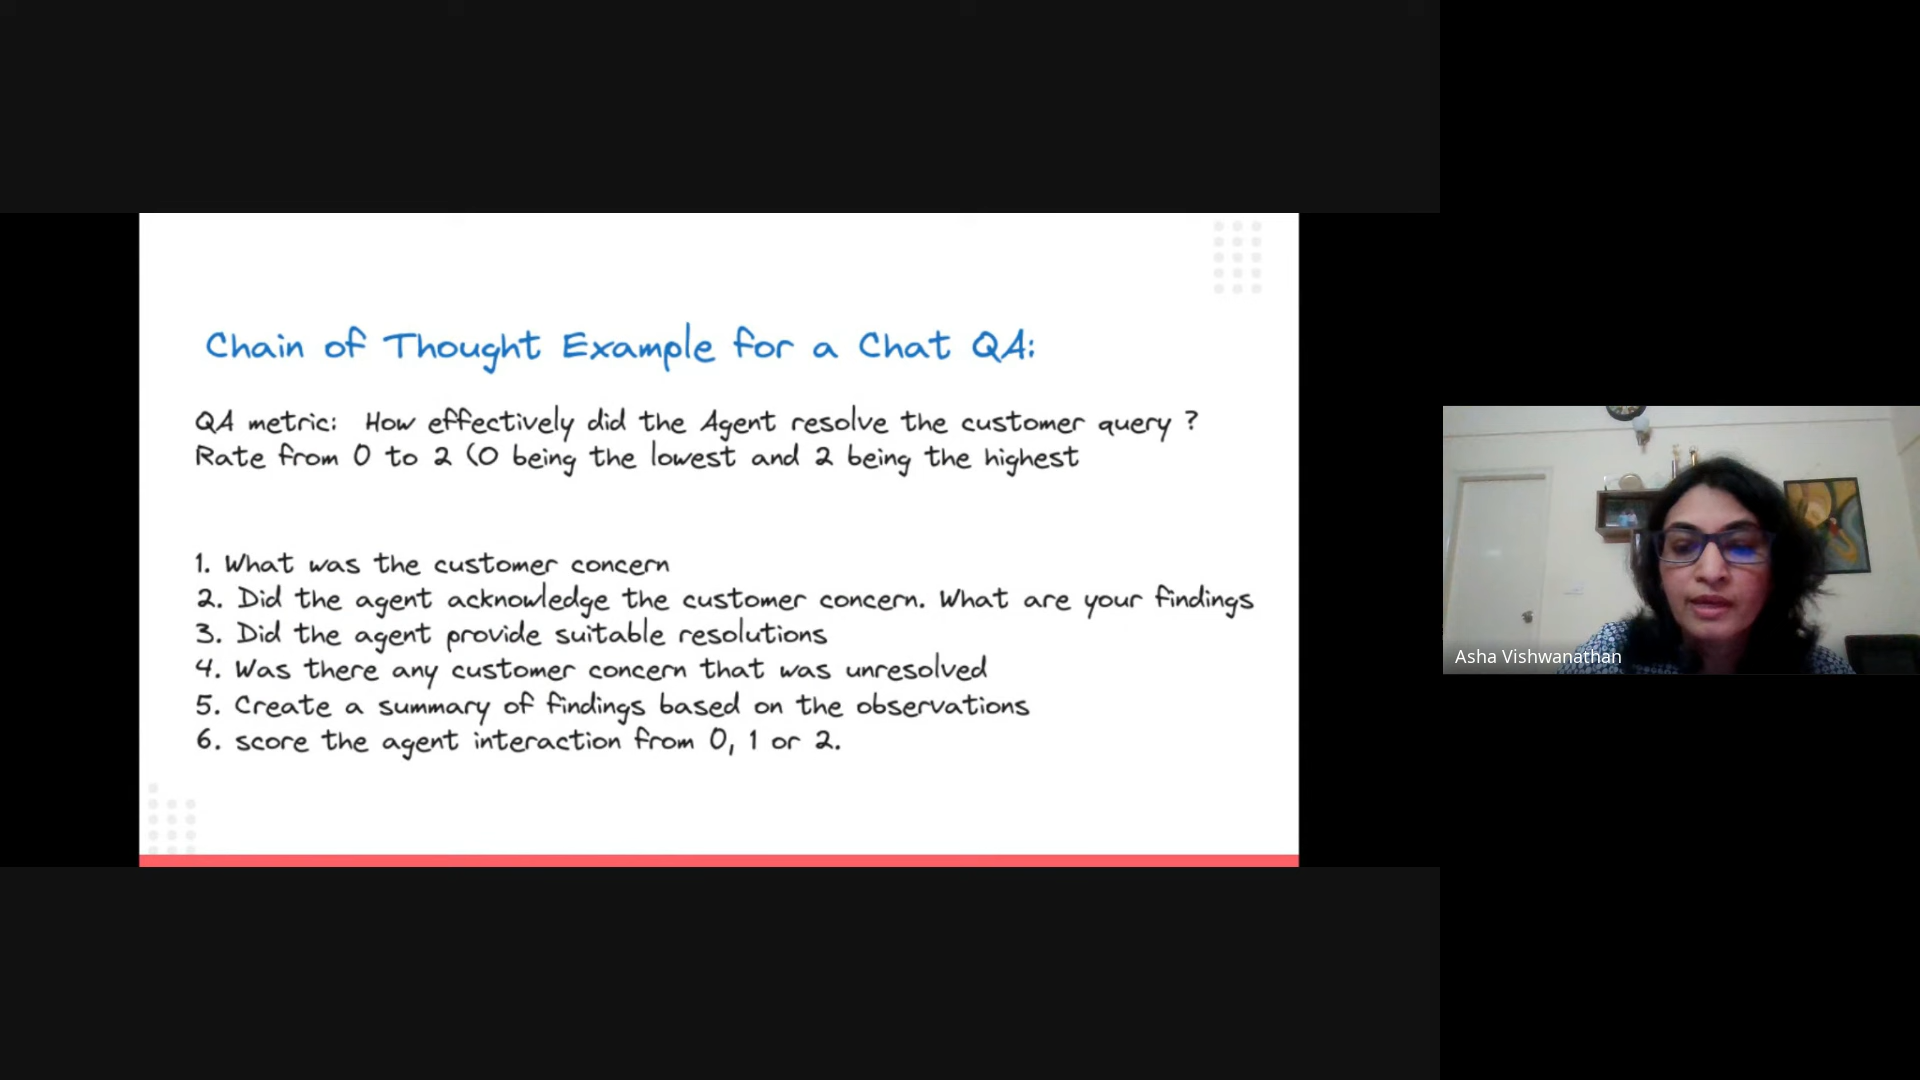 Chain of Thought Example for a Chat QA:
QA metric: How effectively did the Agent resolve the customer query ?
Rate from 0 to 2 (0 being the lowest and 2 being the highest
1. What was the customer concern
2. Did the agent acknowledge the customer concern. What are your findings
3. Did the agent provide suitable resolutions
4. Was there any customer concern that was unresolved
5. Create a summary of findings based on the observations
6. score the agent interaction from 0, 1 or 2.
Asha Vishwanathan